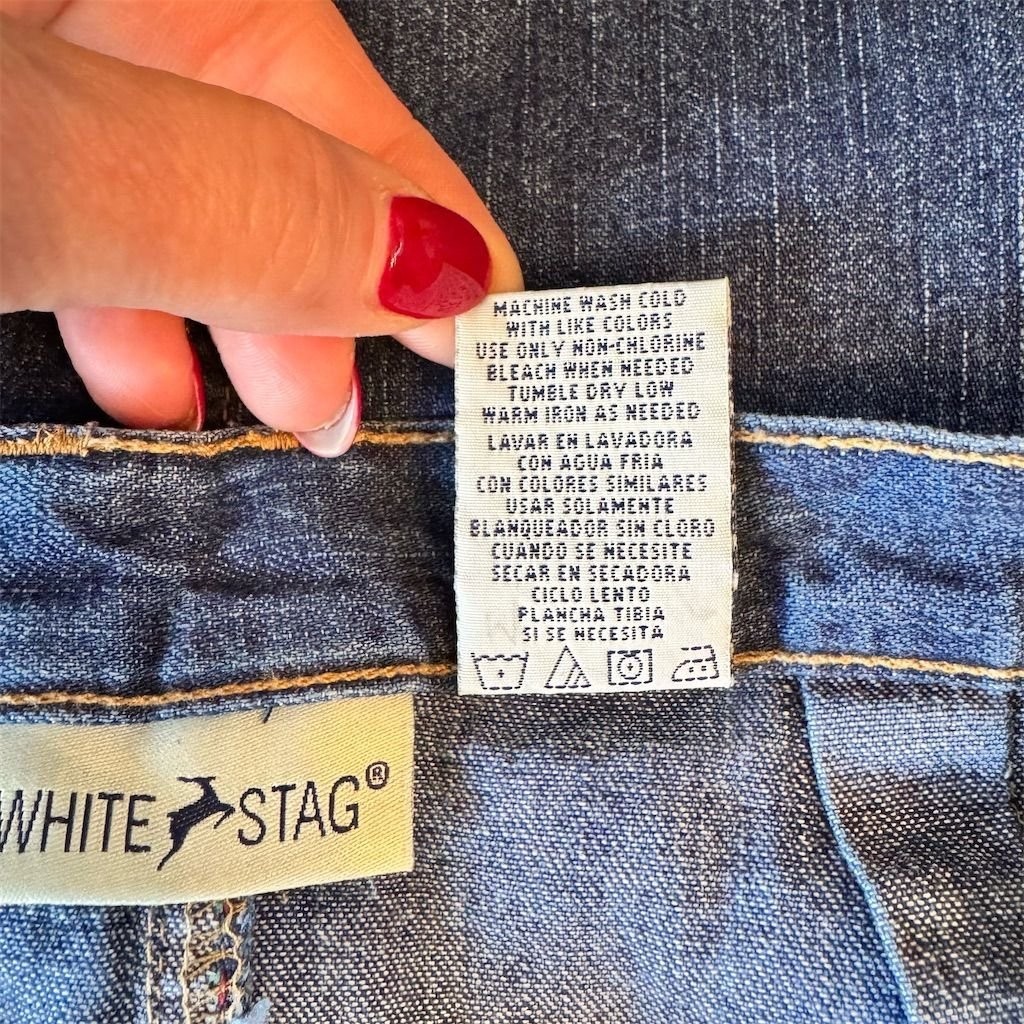 MACHINE WASH COLD
WITH LIKE COLORS
USE ONLY NON-CHLORINE
BLEACH WHEN NEEDED
TUMBLE DRY LOW
WARM IRON AS NEEDED
LAVAR EN LAVADORA
CON AGUA FRIA
CON COLORES SIMILARES
USAR SOLAMENTE
BLANQUEADOR SIN CLORO
CUANDO SE NECESITE
SECAR EN SECADORA
CICLO LENTO
PLANCHA TIBIA
SI SE NECESITA
WHITE STAG®